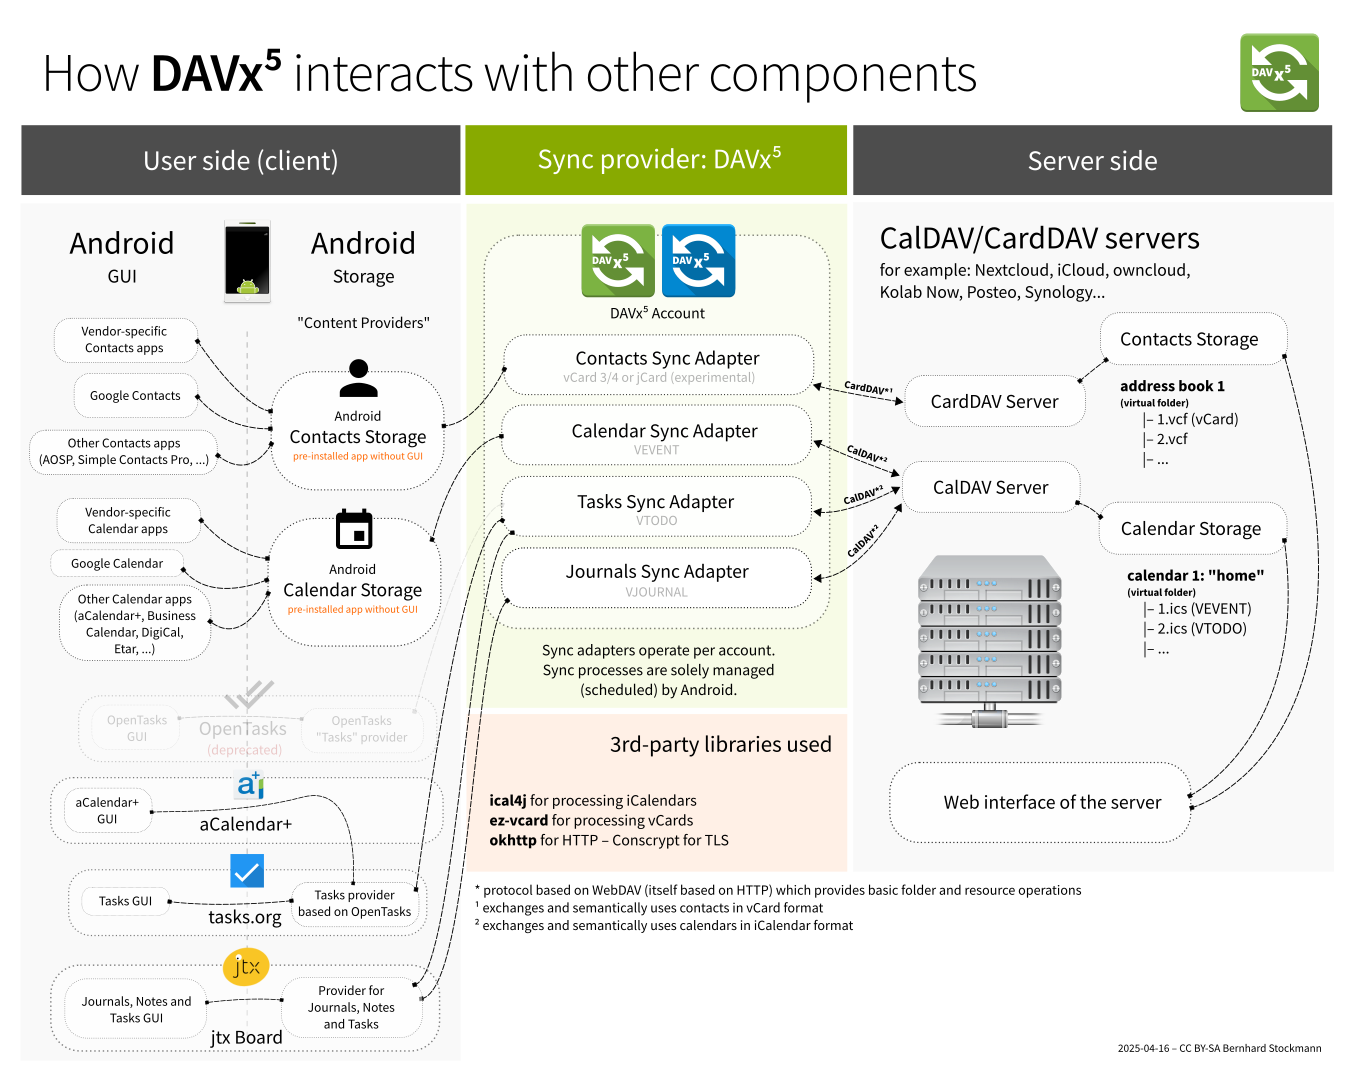 How DAVx⁵ interacts with other components
DAVx⁵
User side (client)
Sync provider: DAVx⁵
Server side
Android
GUI
Android
Storage
"Content Providers"
Vendor-specific
Contacts apps
Google Contacts
Other Contacts apps
(AOSP, Simple Contacts Pro, ...)
Android
Contacts Storage
pre-installed app without GUI
Vendor-specific
Calendar apps
Google Calendar
Other Calendar apps
(aCalendar+, Business
Calendar, DigiCal,
Etar, ...)
Android
Calendar Storage
pre-installed app without GUI
OpenTasks
GUI
OpenTasks
(deprecated)
OpenTasks
"Tasks" provider
a+
aCalendar+
GUI
aCalendar+
Tasks GUI
tasks.org
Tasks provider
based on OpenTasks
jtx
Journals, Notes and
Tasks GUI
jtx Board
Provider for
Journals, Notes
and Tasks
DAVx⁵
DAVx⁵
DAVx⁵ Account
Contacts Sync Adapter
vCard 3/4 or jCard (experimental)
Calendar Sync Adapter
VEVENT
Tasks Sync Adapter
VTODO
Journals Sync Adapter
VJOURNAL
Sync adapters operate per account.
Sync processes are solely managed
(scheduled) by Android.
3rd-party libraries used
ical4j for processing iCalendars
ez-vcard for processing vCards
okhttp for HTTP – Conscrypt for TLS
CardDAV*¹
CalDAV*²
CalDAV*²
CalDAV*²
CalDAV/CardDAV servers
for example: Nextcloud, iCloud, owncloud,
Kolab Now, Posteo, Synology...
Contacts Storage
CardDAV Server
address book 1
(virtual folder)
|– 1.vcf (vCard)
|– 2.vcf
|– ...
CalDAV Server
Calendar Storage
calendar 1: "home"
(virtual folder)
|– 1.ics (VEVENT)
|– 2.ics (VTODO)
|– ...
Web interface of the server
* protocol based on WebDAV (itself based on HTTP) which provides basic folder and resource operations
¹ exchanges and semantically uses contacts in vCard format
² exchanges and semantically uses calendars in iCalendar format
2025-04-16 – CC BY-SA Bernhard Stockmann